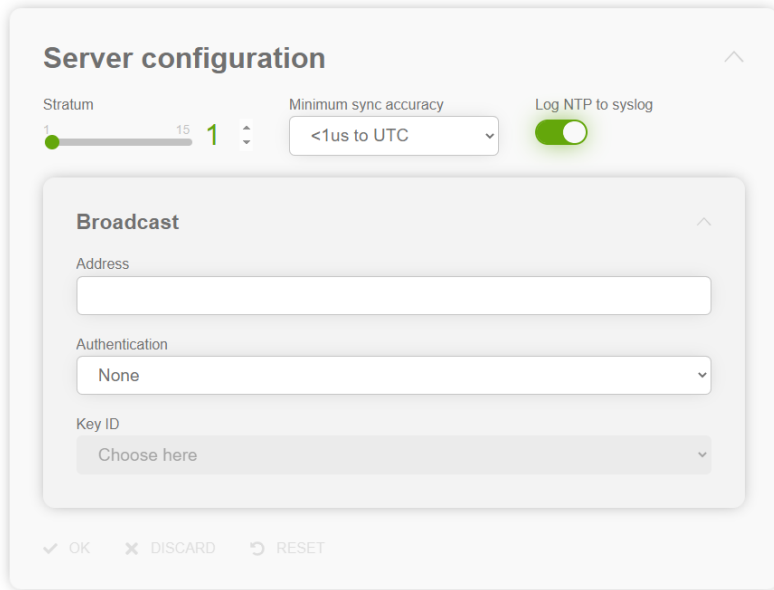 Server configuration
Stratum
Minimum sync accuracy
Log NTP to syslog
1
15
1
<1us to UTC
Broadcast
Address
Authentication
None
Key ID
Choose here
OK
DISCARD
RESET